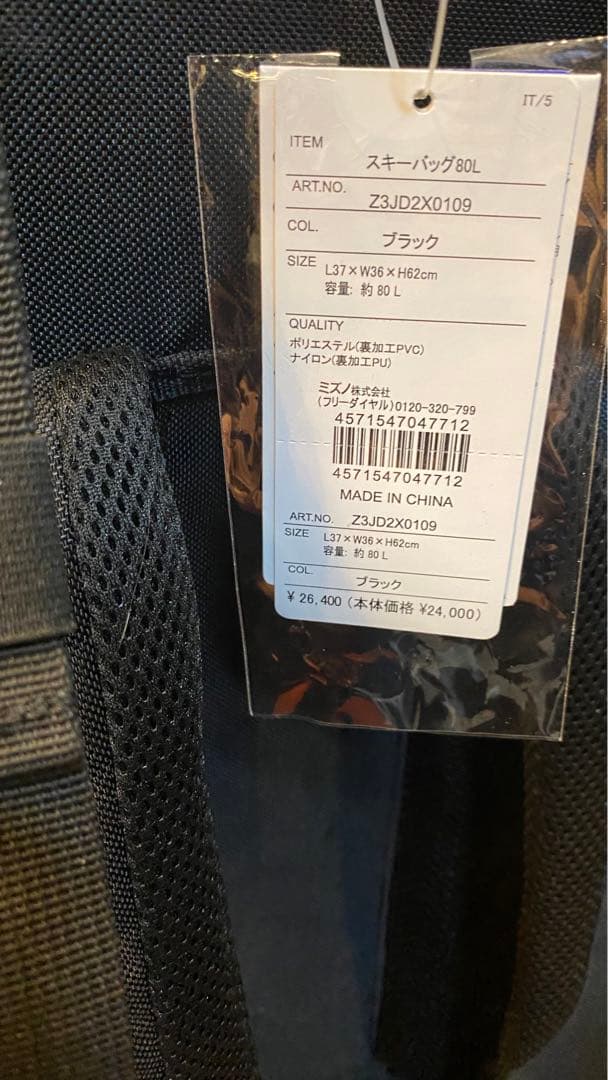 IT/5
ITEM
スキーバッグ80L
ART.NO.
Z3JD2X0109
COL.
ブラック
SIZE L37×W36×H62cm
容量: 約 80 L
QUALITY
ポリエステル(裏加工PVC)
ナイロン(裏加工PU)
ミズノ株式会社
(フリーダイヤル)0120-320-799
4571547047712
4571547047712
MADE IN CHINA
ART.NO. Z3JD2X0109
SIZE L37×W36×H62cm
容量: 約 80 L
COL.
ブラック
¥ 26,400 (本体価格 ¥24,000)